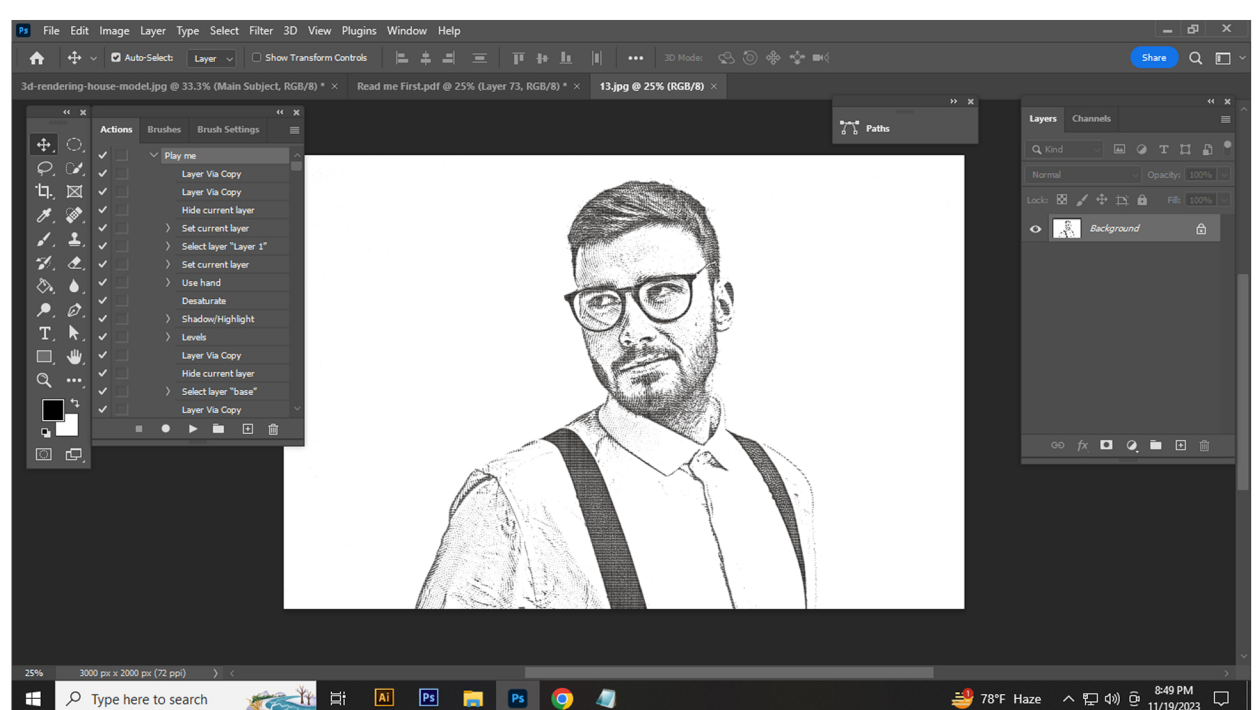 Ps File Edit Image Layer Type Select Filter 3D View Plugins Window Help
Auto-Select: Layer Show Transform Controls 3D Mode: Share
3d-rendering-house-model.jpg @ 33.3% (Main Subject, RGB/8) * × Read me First.pdf @ 25% (Layer 73, RGB/8) * × 13.jpg @ 25% (RGB/8) ×
Actions Brushes Brush Settings
Play me
Layer Via Copy
Layer Via Copy
Hide current layer
Set current layer
Select layer "Layer 1"
Set current layer
Use hand
Desaturate
Shadow/Highlight
Levels
Layer Via Copy
Hide current layer
Select layer "base"
Layer Via Copy
Paths
Layers Channels
Kind
Normal Opacity: 100%
Lock: Fill: 100%
Background
25% 3000 px x 2000 px (72 ppi)
Type here to search Ai Ps Ps 1 78°F Haze 8:49 PM
11/19/2023